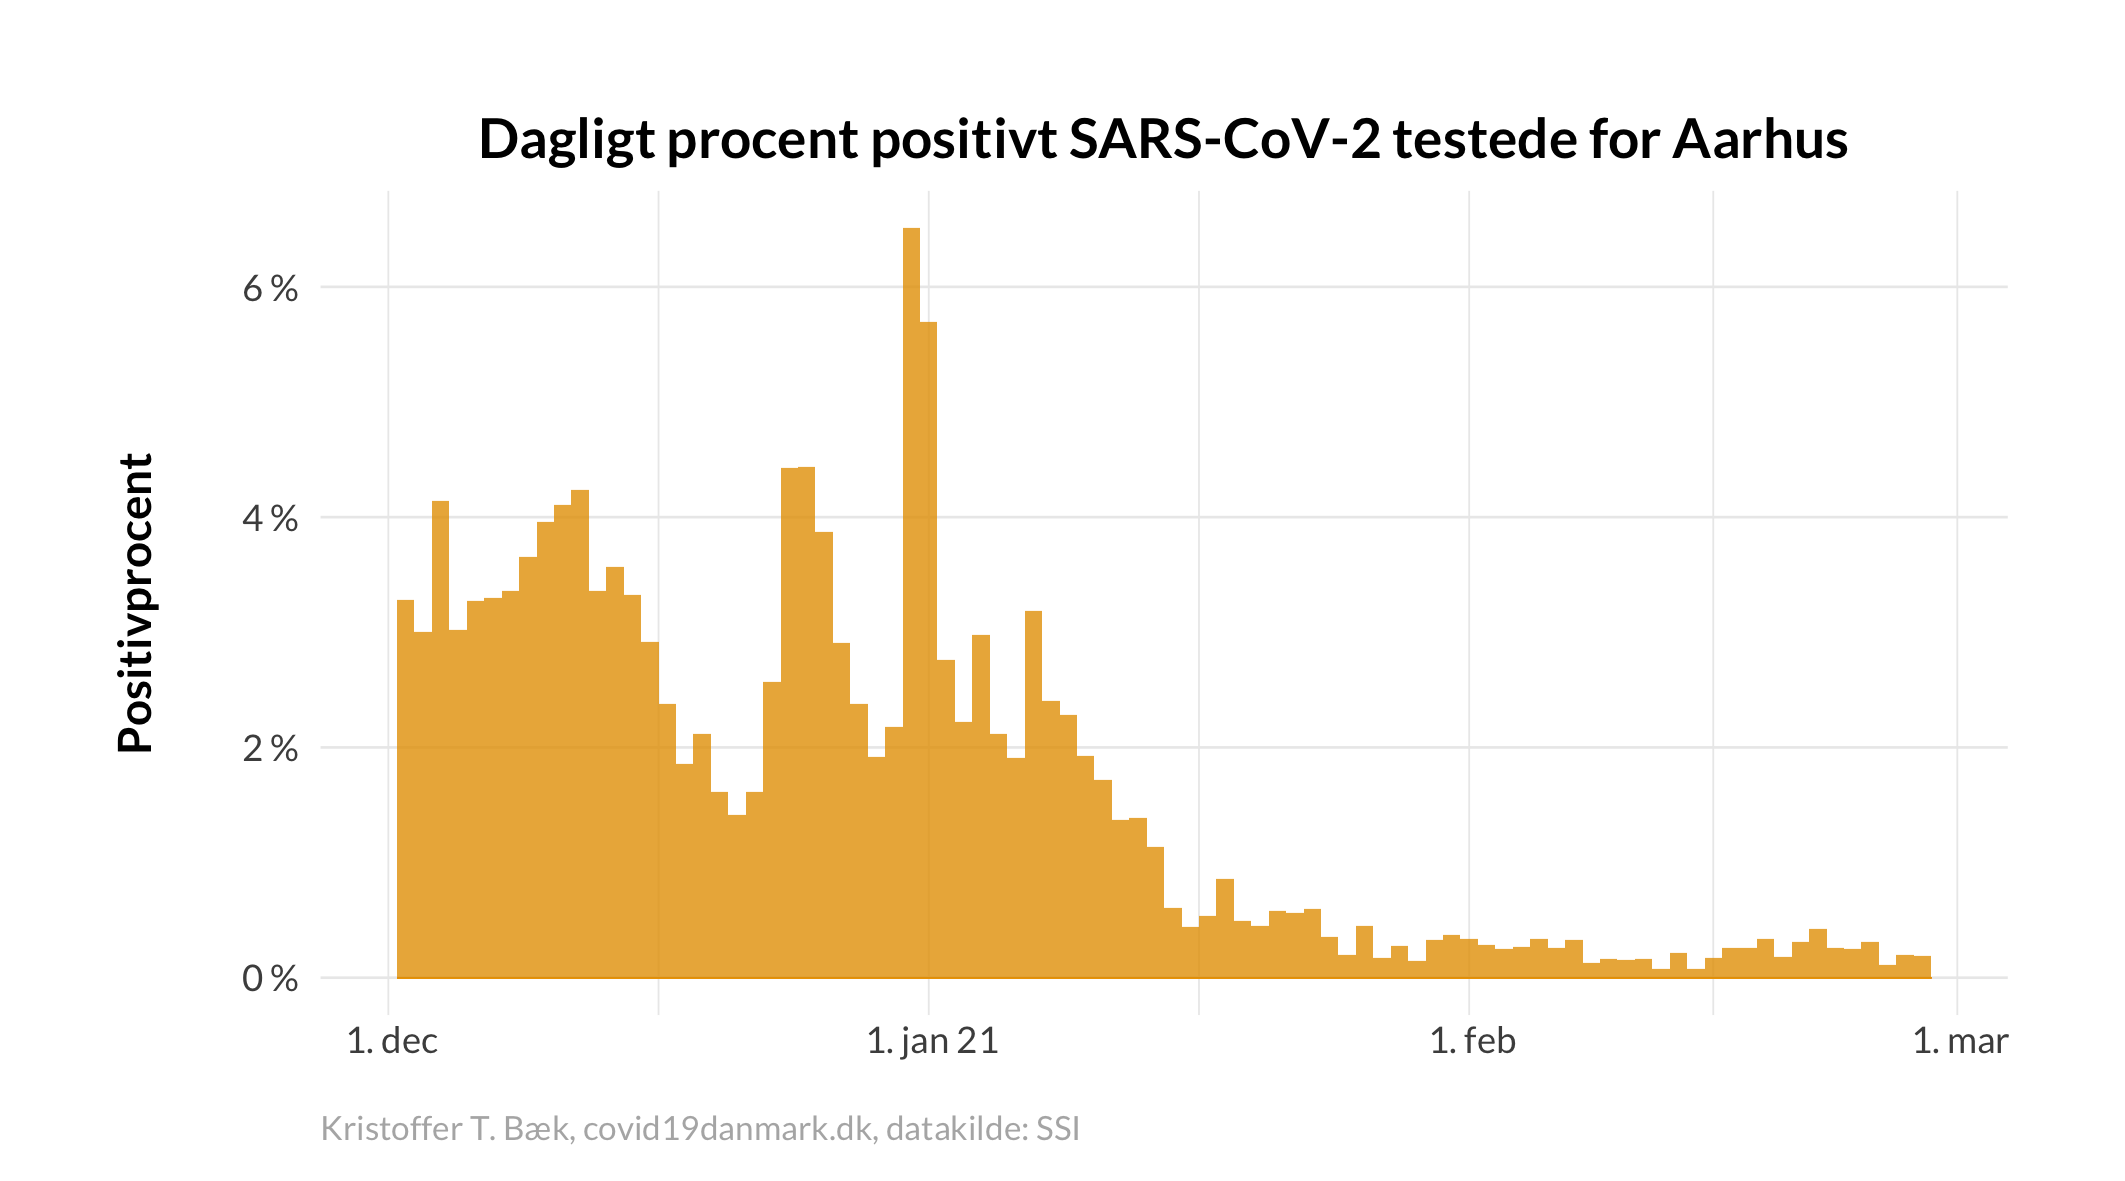 Dagligt procent positivt SARS-CoV-2 testede for Aarhus
Positivprocent
6 %
4 %
2 %
0 %
1. dec
1. jan 21
1. feb
1. mar
Kristoffer T. Bæk, covid19danmark.dk, datakilde: SSI